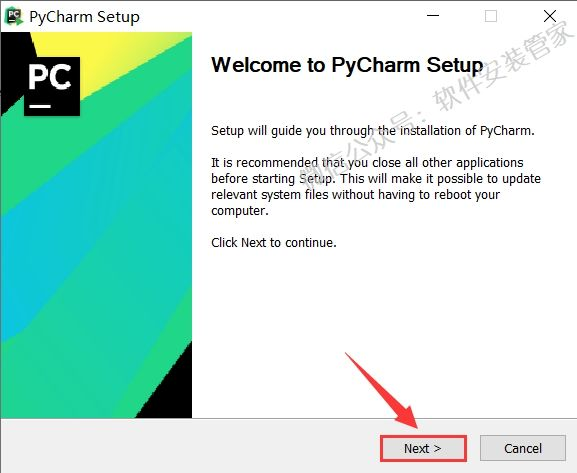 PyCharm Setup
PC
Welcome to PyCharm Setup
Setup will guide you through the installation of PyCharm.
It is recommended that you close all other applications
before starting Setup. This will make it possible to update
relevant system files without having to reboot your
computer.
Click Next to continue.
微信公众号：软件安装管家
Next >
Cancel